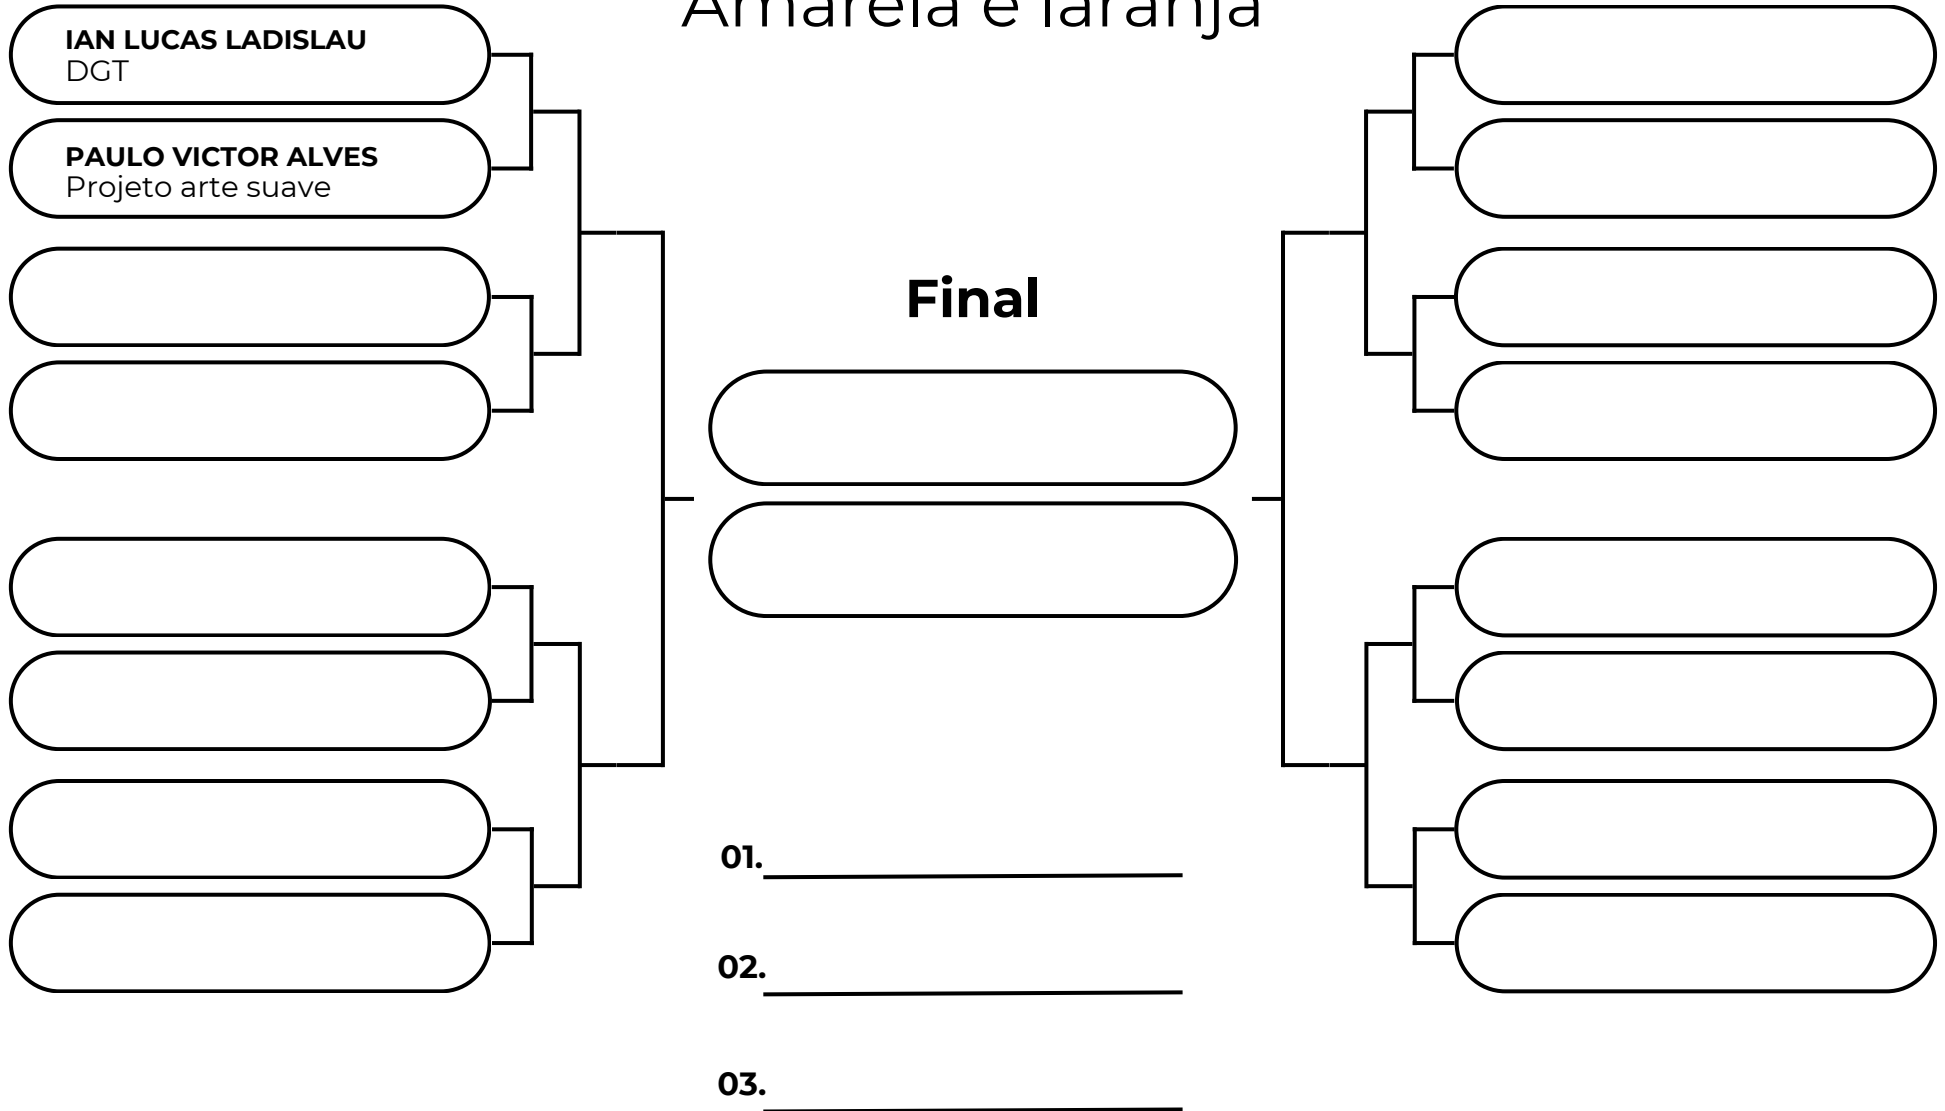 Amarela e laranja
IAN LUCAS LADISLAU
DGT
PAULO VICTOR ALVES
Projeto arte suave
Final
01.
02.
03.